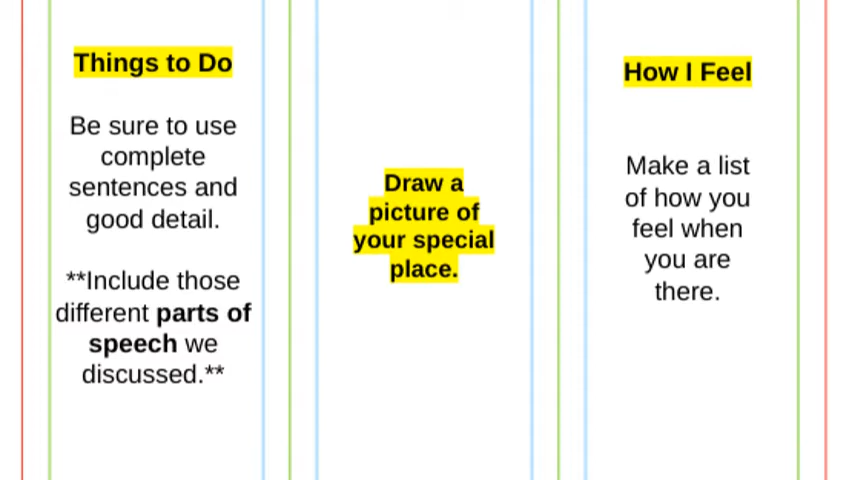 Things to Do
Be sure to use
complete
sentences and
good detail.
**Include those
different parts of
speech we
discussed.**
Draw a
picture of
your special
place.
How I Feel
Make a list
of how you
feel when
you are
there.